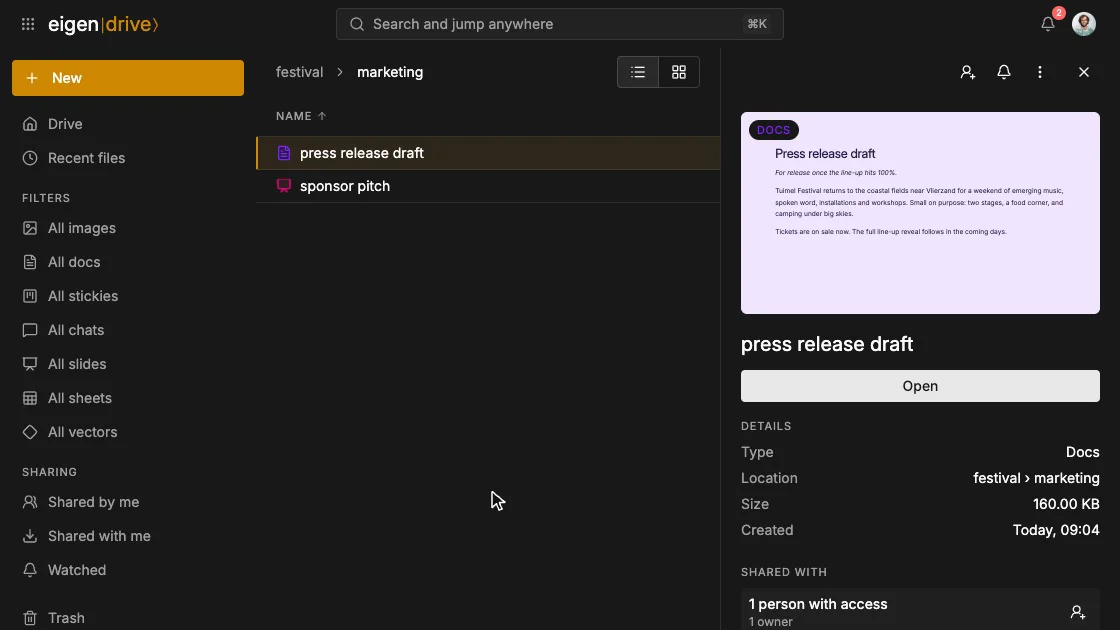 eigen|drive⟩
Search and jump anywhere
⌘K
2
New
Drive
Recent files
FILTERS
All images
All docs
All stickies
All chats
All slides
All sheets
All vectors
SHARING
Shared by me
Shared with me
Watched
Trash
festival › marketing
NAME ↑
press release draft
sponsor pitch
DOCS
Press release draft
For release once the line-up hits 100%.
Tuimel Festival returns to the coastal fields near Vlierzand for a weekend of emerging music,
spoken word, installations and workshops. Small on purpose: two stages, a food corner, and
camping under big skies.
Tickets are on sale now. The full line-up reveal follows in the coming days.
press release draft
Open
DETAILS
Type Docs
Location festival › marketing
Size 160.00 KB
Created Today, 09:04
SHARED WITH
1 person with access
1 owner